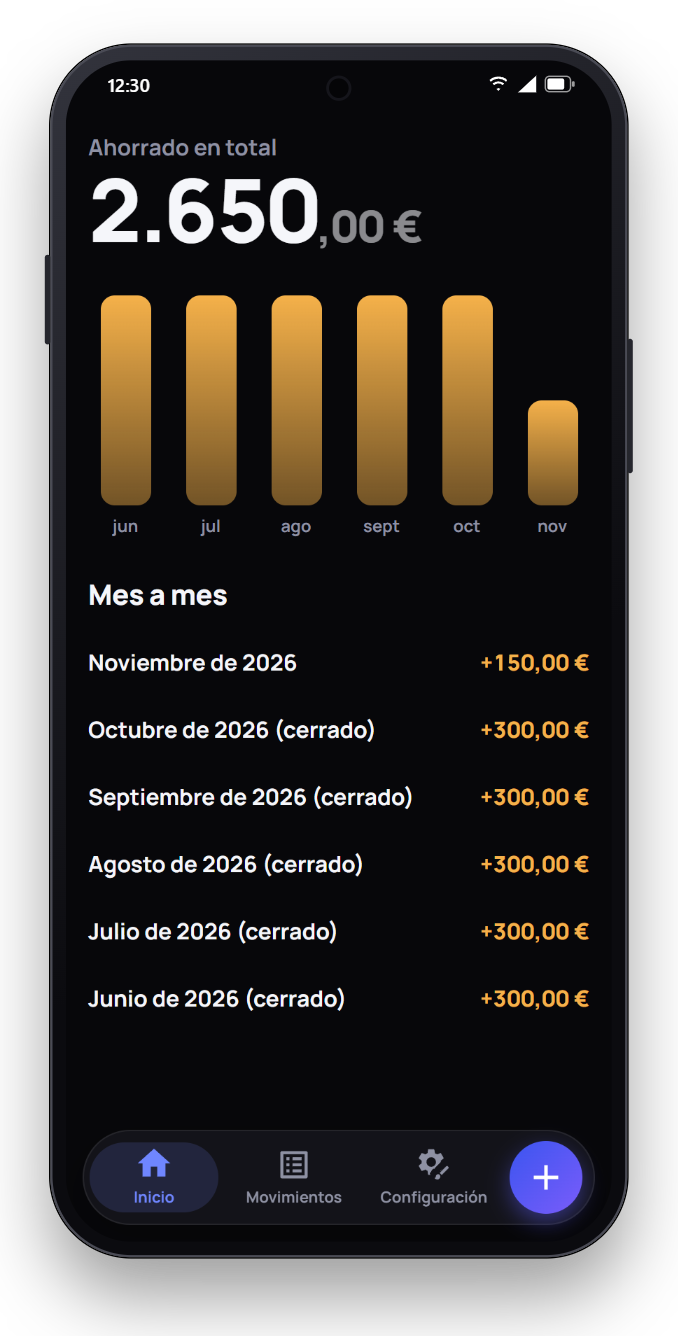 12:30
Ahorrado en total
2.650,00 €
jun jul ago sept oct nov
Mes a mes
Noviembre de 2026 +150,00 €
Octubre de 2026 (cerrado) +300,00 €
Septiembre de 2026 (cerrado) +300,00 €
Agosto de 2026 (cerrado) +300,00 €
Julio de 2026 (cerrado) +300,00 €
Junio de 2026 (cerrado) +300,00 €
Inicio Movimientos Configuración +